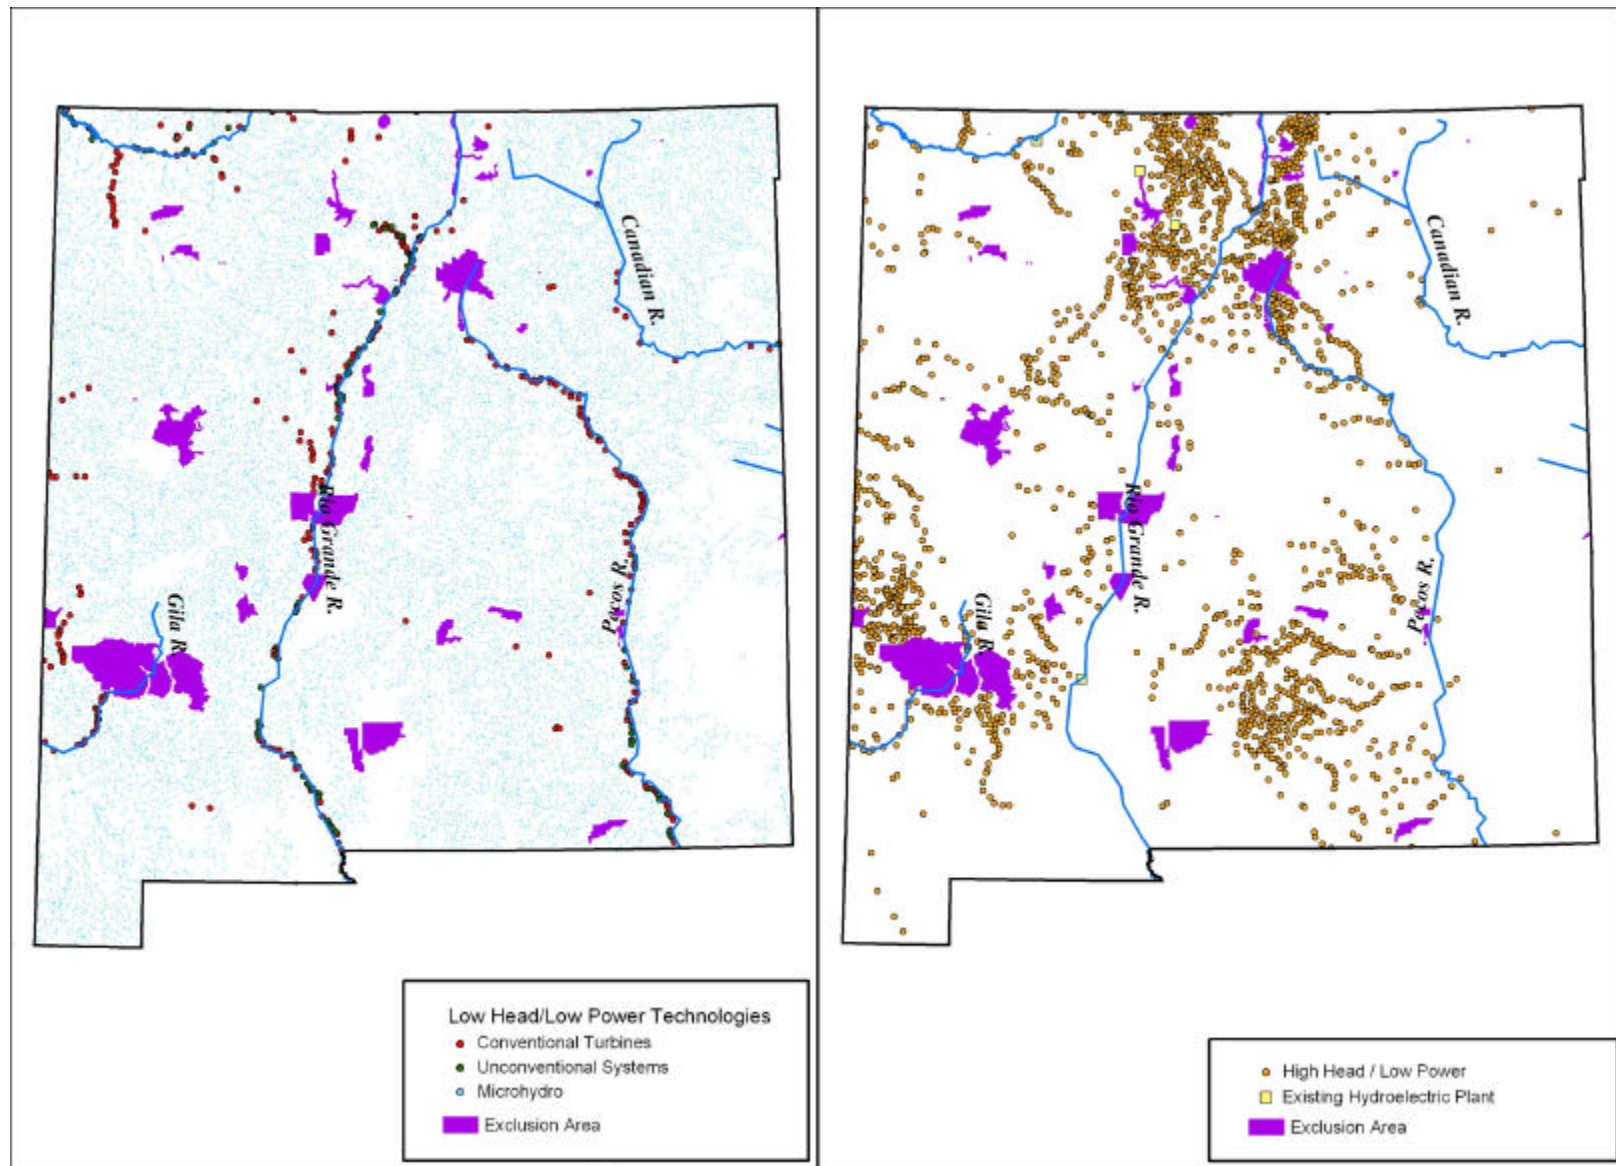 Canadian R.
Rio Grande R.
Pecos R.
Gila R
Low Head/Low Power Technologies
Conventional Turbines
Unconventional Systems
Microhydro
Exclusion Area
Canadian R.
Rio Grande R.
Pecos R.
Gila R
High Head / Low Power
Existing Hydroelectric Plant
Exclusion Area